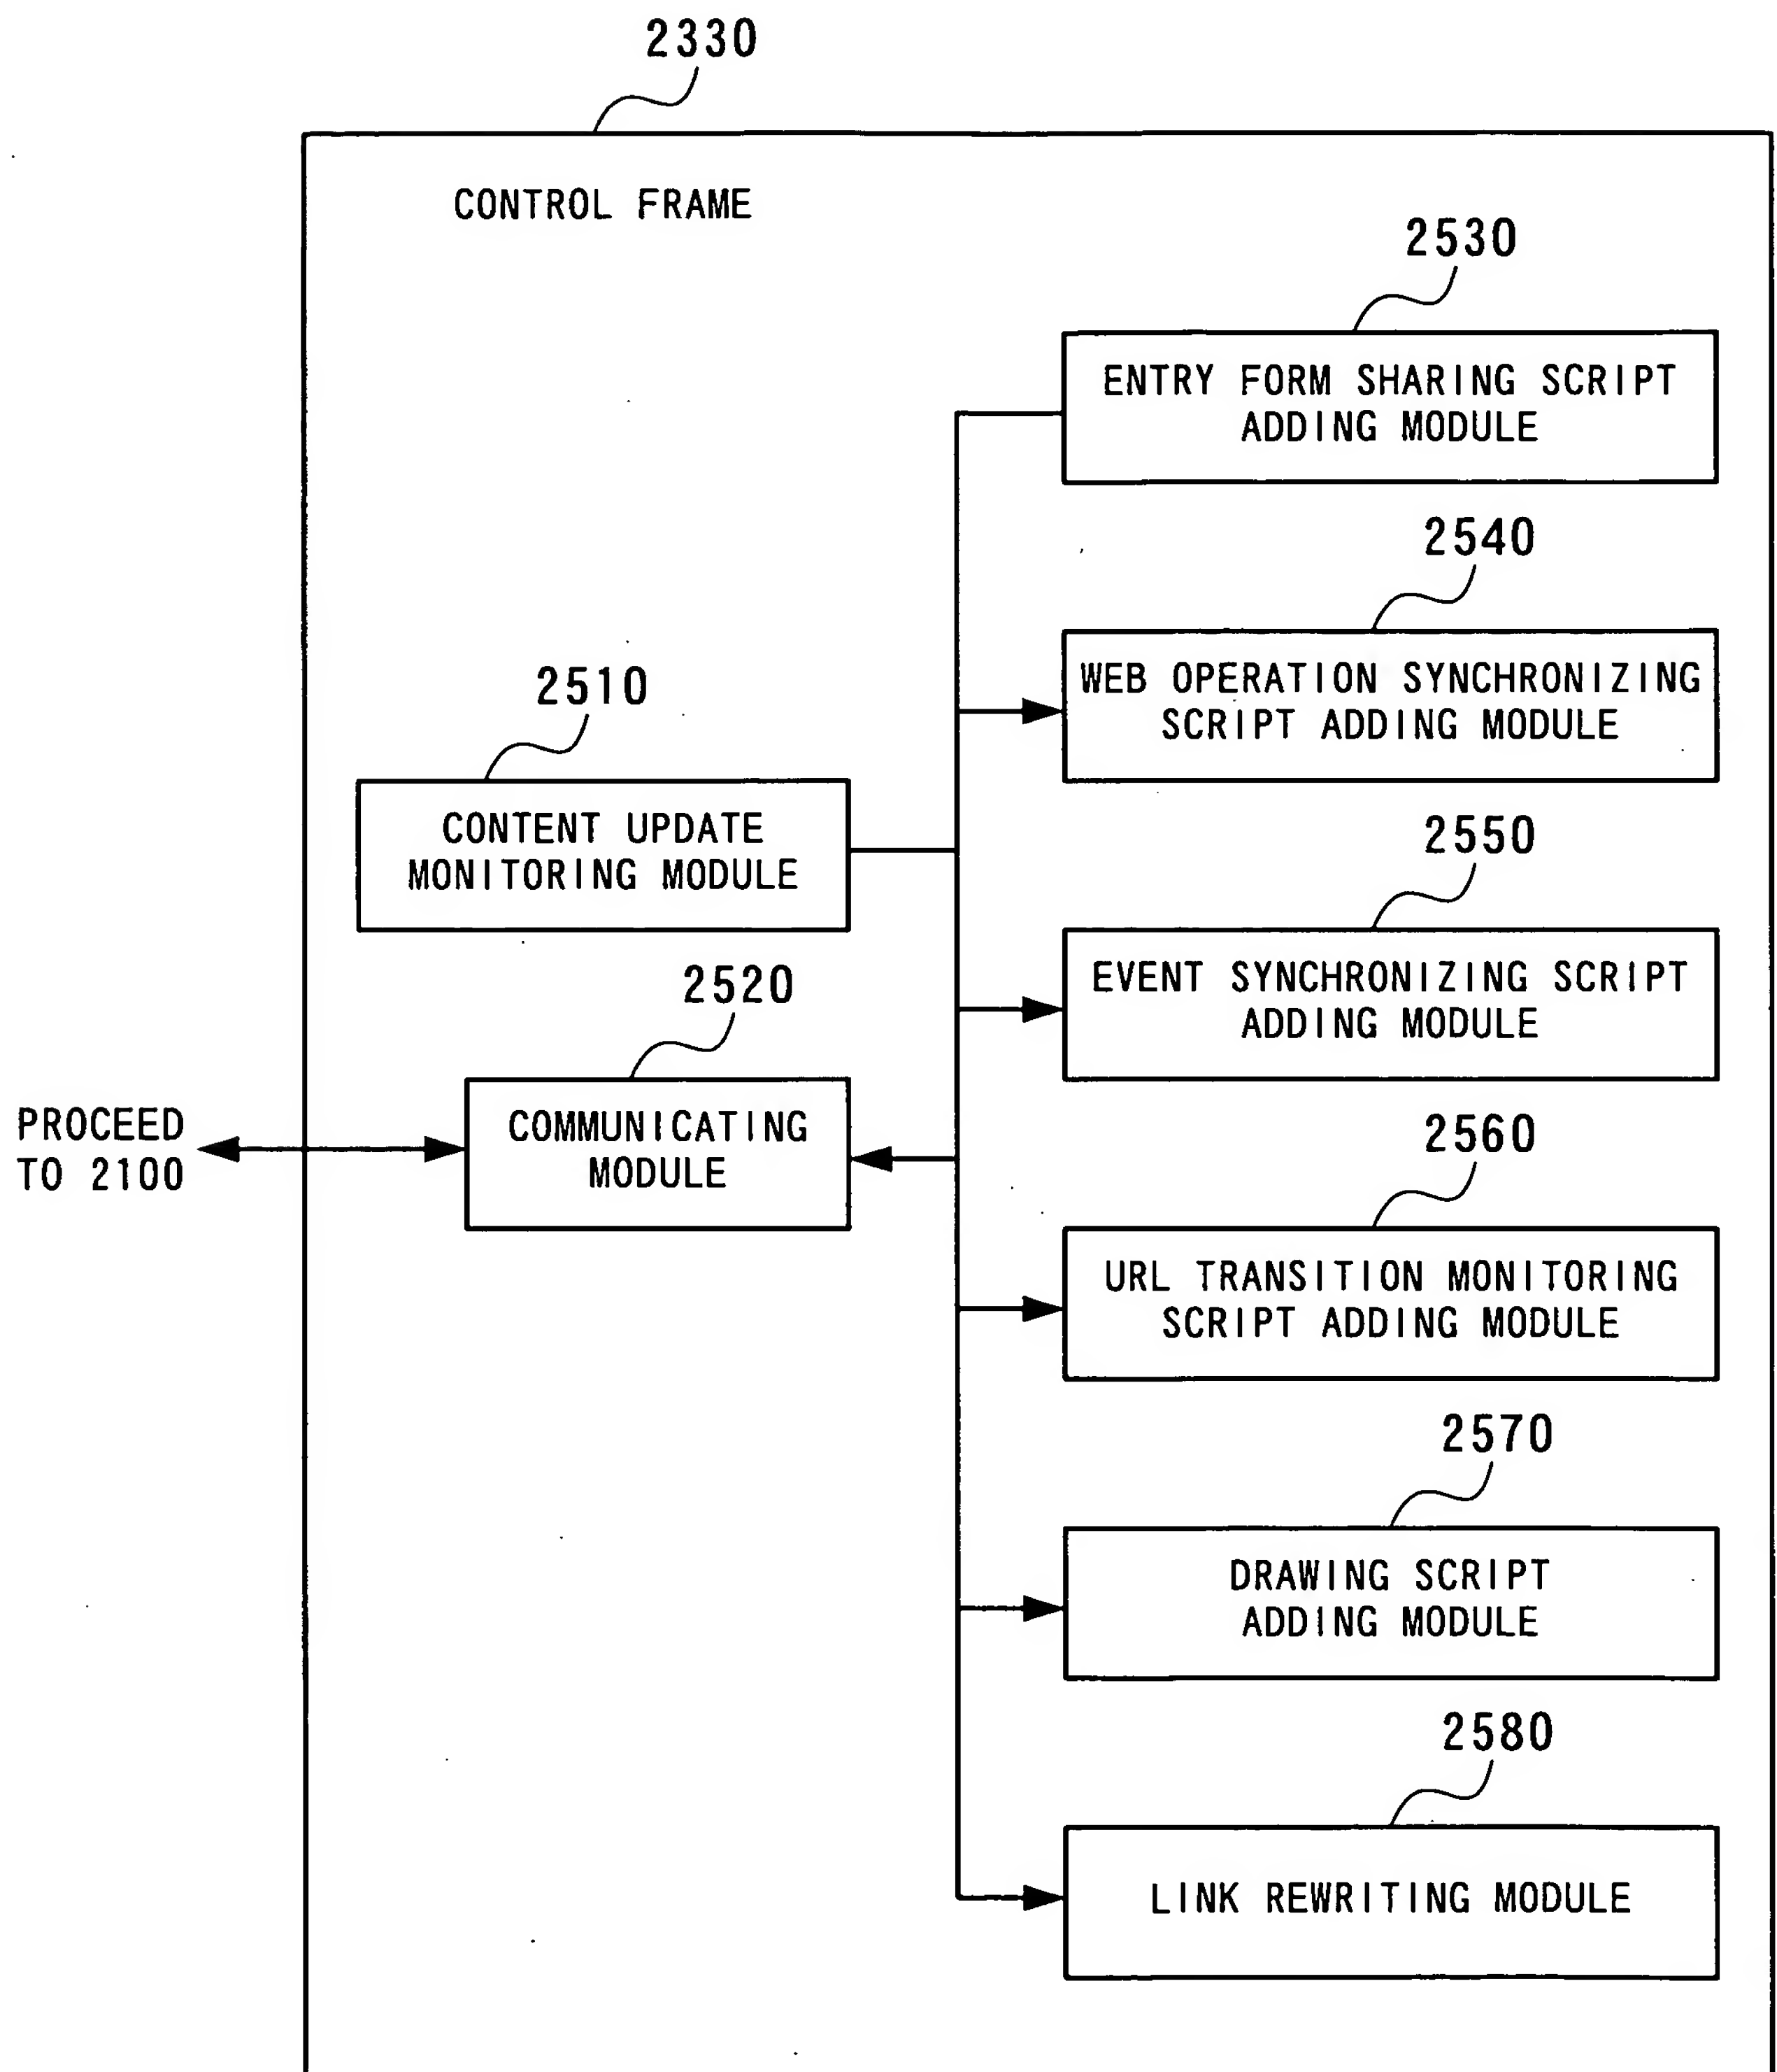 2330
CONTROL FRAME
2530
ENTRY FORM SHARING SCRIPT
ADDING MODULE
2540
WEB OPERATION SYNCHRONIZING
SCRIPT ADDING MODULE
2510
CONTENT UPDATE
MONITORING MODULE
2550
EVENT SYNCHRONIZING SCRIPT
ADDING MODULE
2520
COMMUNICATING
MODULE
PROCEED
TO 2100
2560
URL TRANSITION MONITORING
SCRIPT ADDING MODULE
2570
DRAWING SCRIPT
ADDING MODULE
2580
LINK REWRITING MODULE